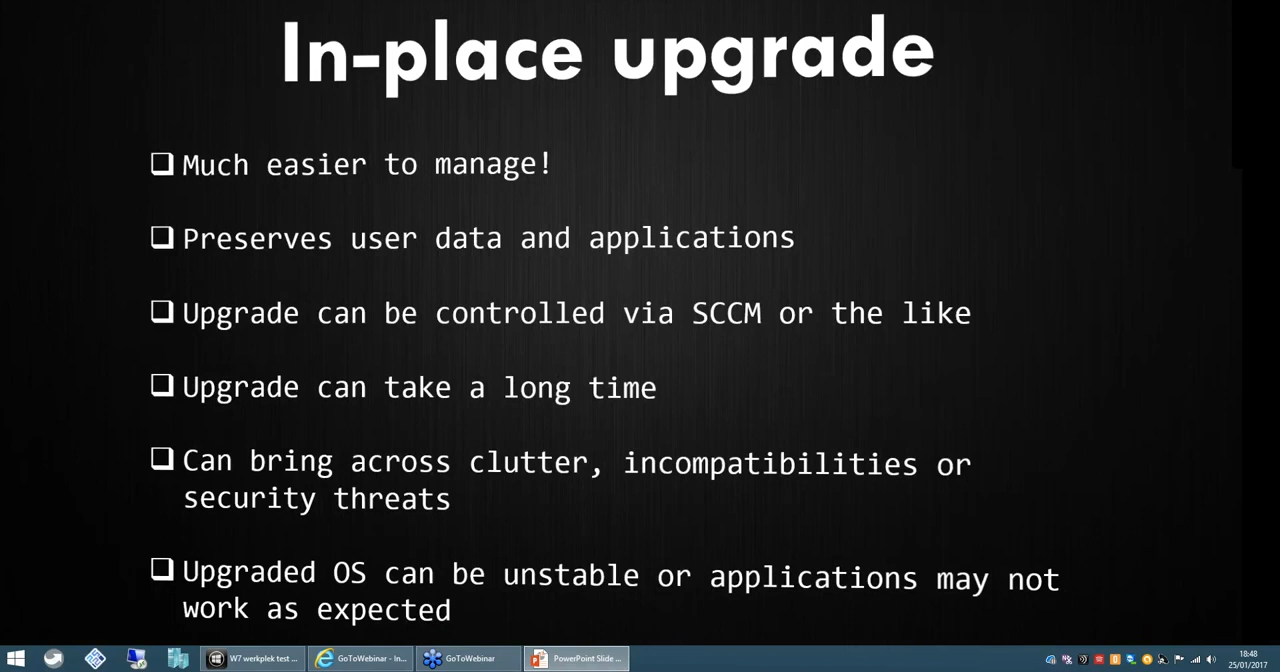 In-place upgrade
❑ Much easier to manage!
❑ Preserves user data and applications
❑ Upgrade can be controlled via SCCM or the like
❑ Upgrade can take a long time
❑ Can bring across clutter, incompatibilities or
security threats
❑ Upgraded OS can be unstable or applications may not
work as expected
W7 werkplek test ... GoToWebinar - In... GoToWebinar PowerPoint Slide ... 18:48
25/01/2017